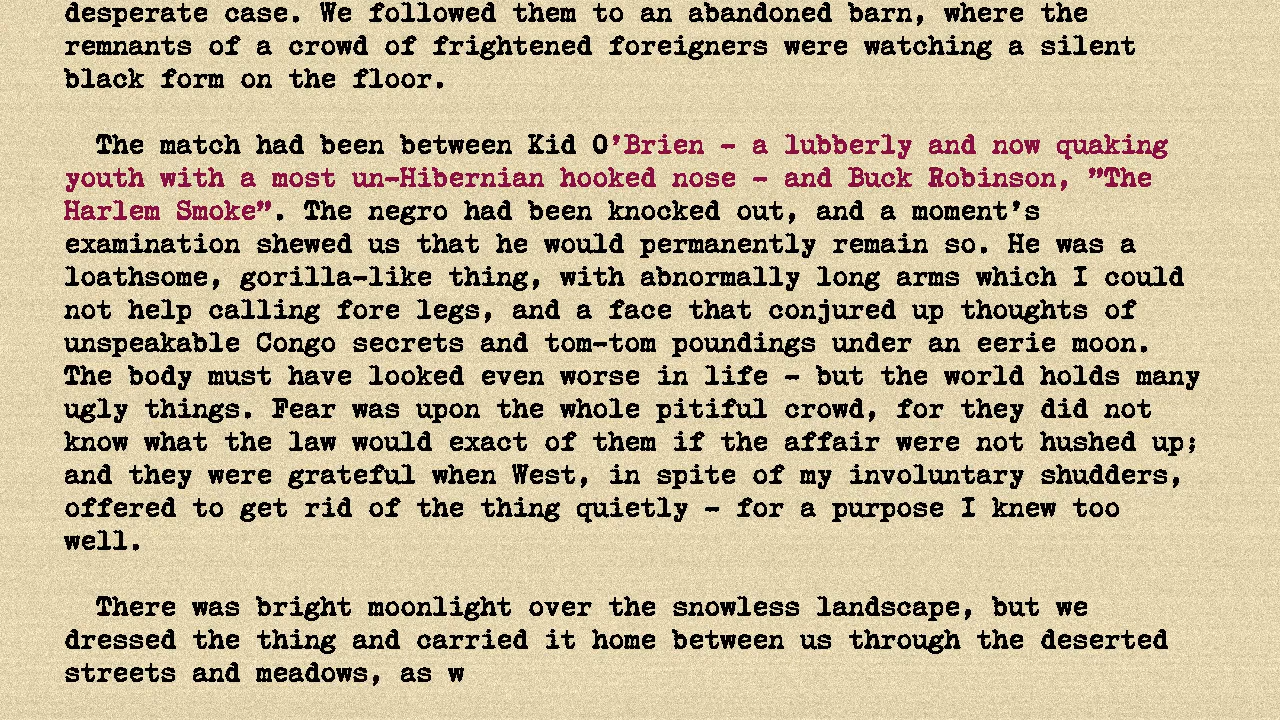 desperate case. We followed them to an abandoned barn, where the
remnants of a crowd of frightened foreigners were watching a silent
black form on the floor.
The match had been between Kid O’Brien – a lubberly and now quaking
youth with a most un-Hibernian hooked nose – and Buck Robinson, ”The
Harlem Smoke”. The negro had been knocked out, and a moment’s
examination shewed us that he would permanently remain so. He was a
loathsome, gorilla-like thing, with abnormally long arms which I could
not help calling fore legs, and a face that conjured up thoughts of
unspeakable Congo secrets and tom-tom poundings under an eerie moon.
The body must have looked even worse in life – but the world holds many
ugly things. Fear was upon the whole pitiful crowd, for they did not
know what the law would exact of them if the affair were not hushed up;
and they were grateful when West, in spite of my involuntary shudders,
offered to get rid of the thing quietly – for a purpose I knew too
well.
There was bright moonlight over the snowless landscape, but we
dressed the thing and carried it home between us through the deserted
streets and meadows, as w